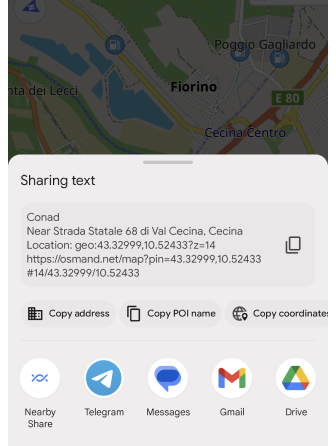 Poggio Gagliardo
nta dei Lecci
Fiorino
E 80
Cecina Centro
Sharing text
Conad
Near Strada Statale 68 di Val Cecina, Cecina
Location: geo:43.32999,10.52433?z=14
https://osmand.net/map?pin=43.32999,10.52433
#14/43.32999/10.52433
Copy address
Copy POI name
Copy coordinates
Nearby Share
Telegram
Messages
Gmail
Drive